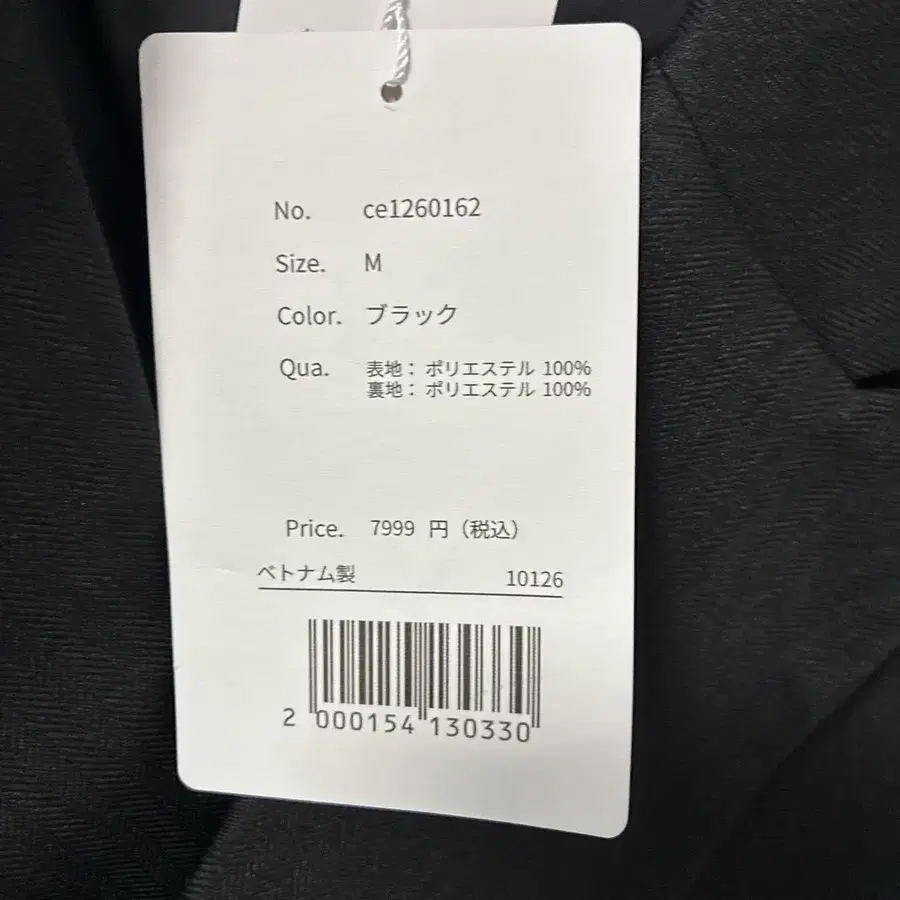 No. ce1260162
Size. M
Color. ブラック
Qua. 表地：ポリエステル 100%
裏地：ポリエステル 100%
Price. 7999 円（税込）
ベトナム製 10126
2 000154 130330